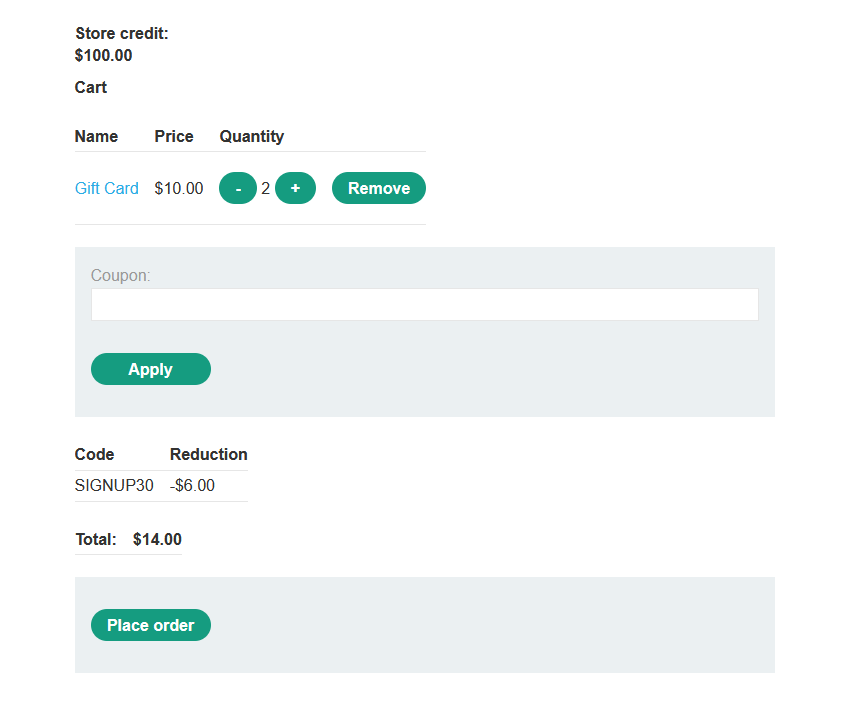 Store credit:
$100.00
Cart
Name Price Quantity
Gift Card $10.00 - 2 + Remove
Coupon:
Apply
Code Reduction
SIGNUP30 -$6.00
Total: $14.00
Place order